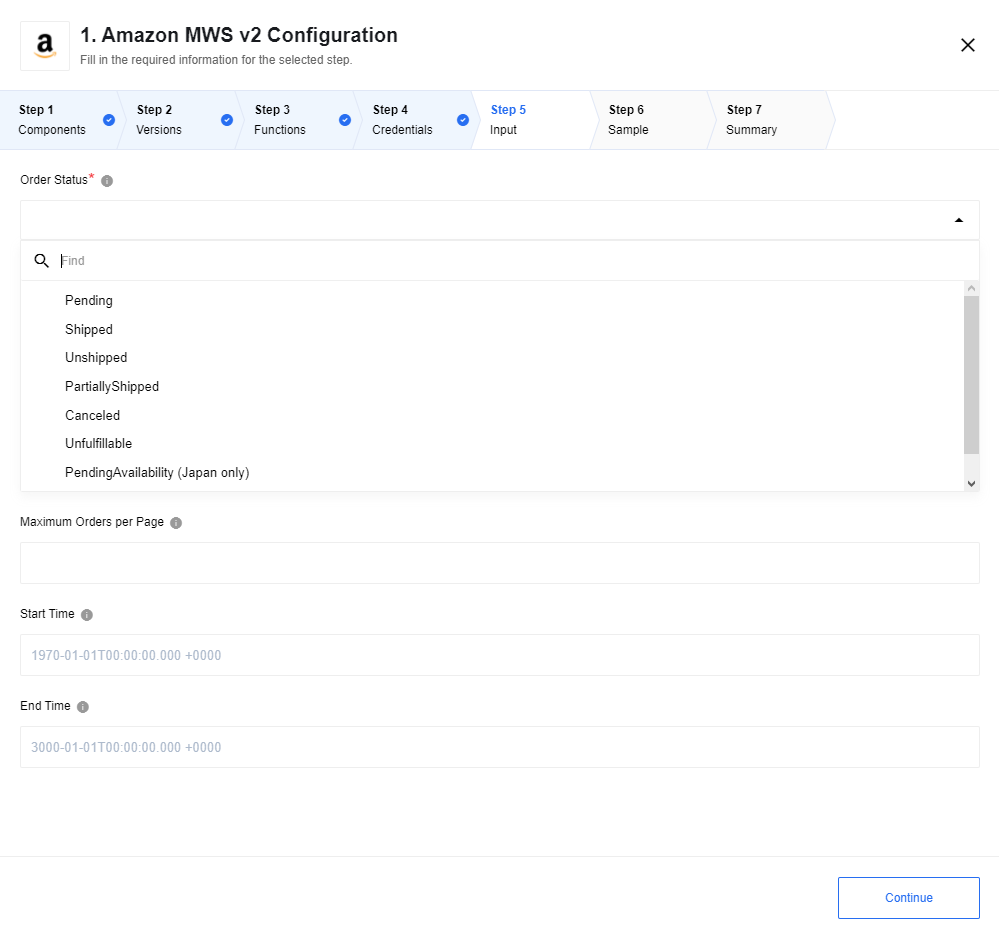 a
1. Amazon MWS v2 Configuration
Fill in the required information for the selected step.
Step 1
Components
Step 2
Versions
Step 3
Functions
Step 4
Credentials
Step 5
Input
Step 6
Sample
Step 7
Summary
Order Status*
Find
Pending
Shipped
Unshipped
PartiallyShipped
Canceled
Unfulfillable
PendingAvailability (Japan only)
Maximum Orders per Page
Start Time
1970-01-01T00:00:00.000 +0000
End Time
3000-01-01T00:00:00.000 +0000
Continue